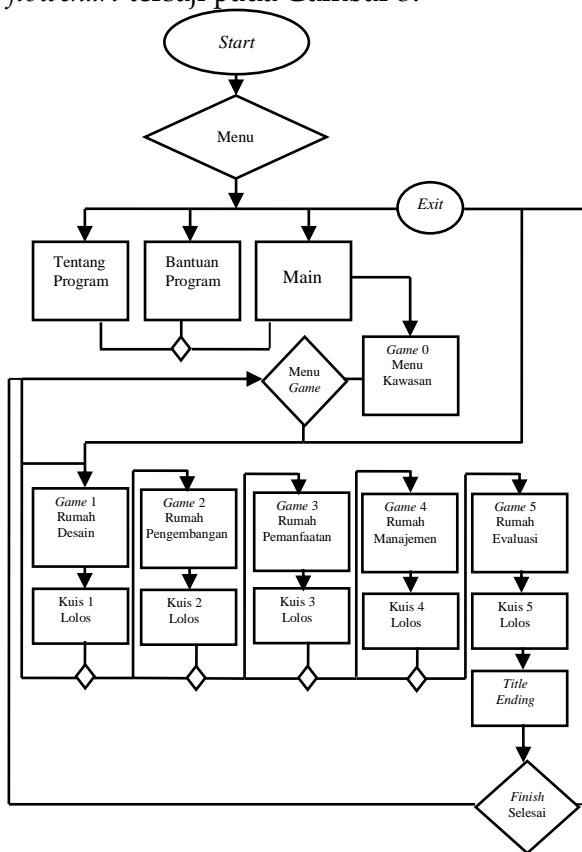 flowchart tersaji pada Gambar 3.
Start
Menu
Exit
Tentang
Program
Bantuan
Program
Main
Game 0
Menu
Kawasan
Menu
Game
Game 1
Rumah
Desain
Game 2
Rumah
Pengembangan
Game 3
Rumah
Pemanfaatan
Game 4
Rumah
Manajemen
Game 5
Rumah
Evaluasi
Kuis 1
Lolos
Kuis 2
Lolos
Kuis 3
Lolos
Kuis 4
Lolos
Kuis 5
Lolos
Title
Ending
Finish
Selesai